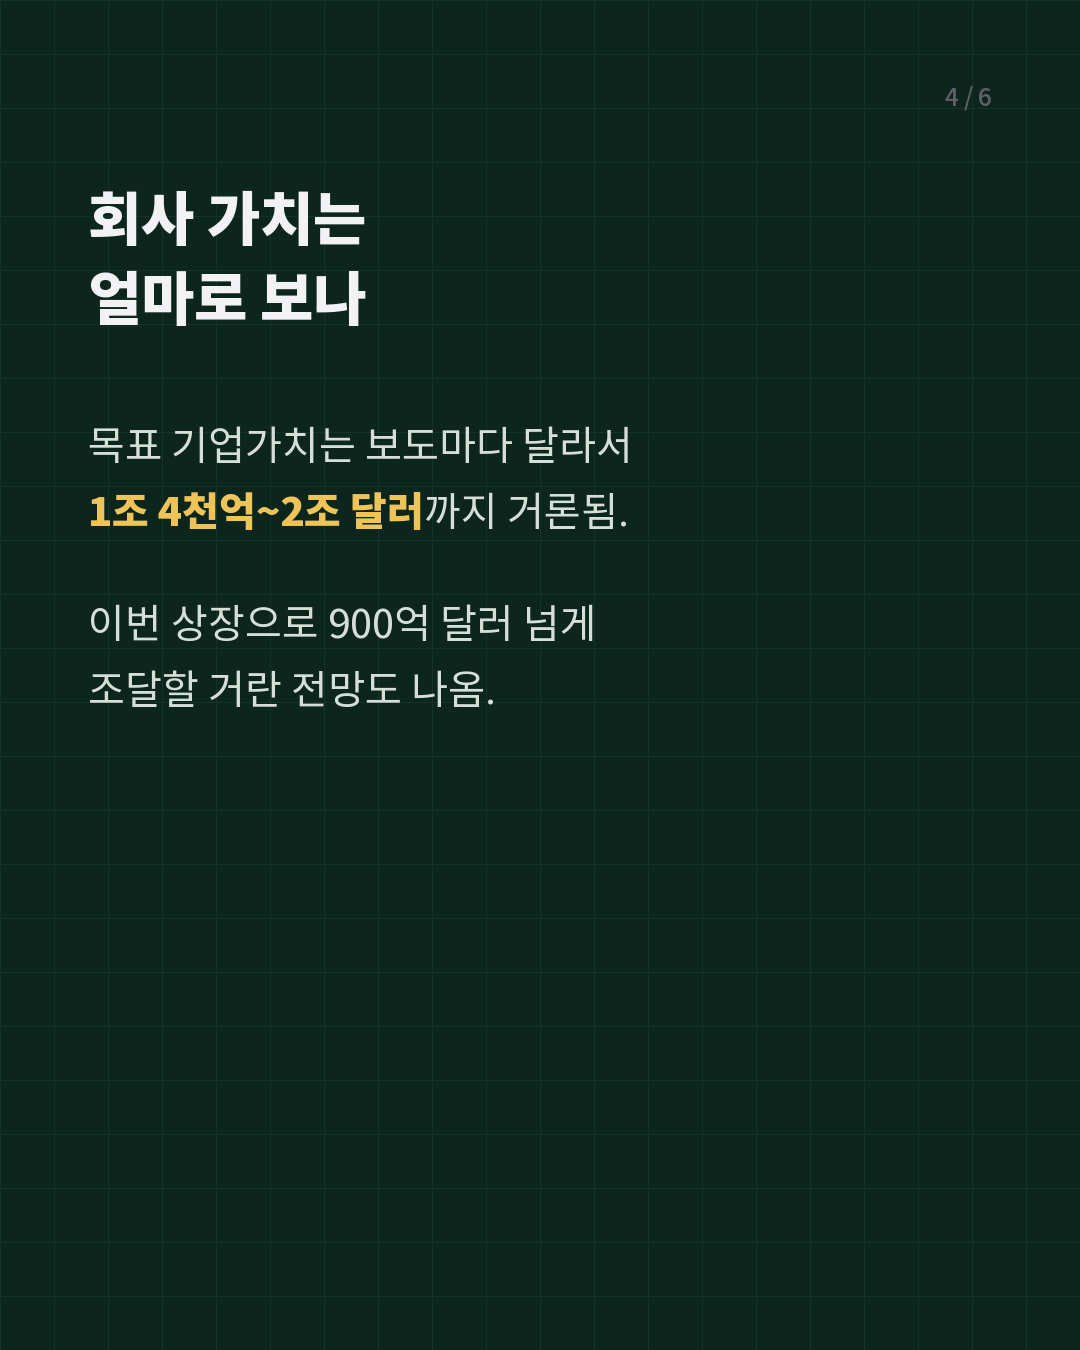 4 / 6
회사 가치는
얼마로 보나
목표 기업가치는 보도마다 달라서
1조 4천억~2조 달러까지 거론됨.
이번 상장으로 900억 달러 넘게
조달할 거란 전망도 나옴.